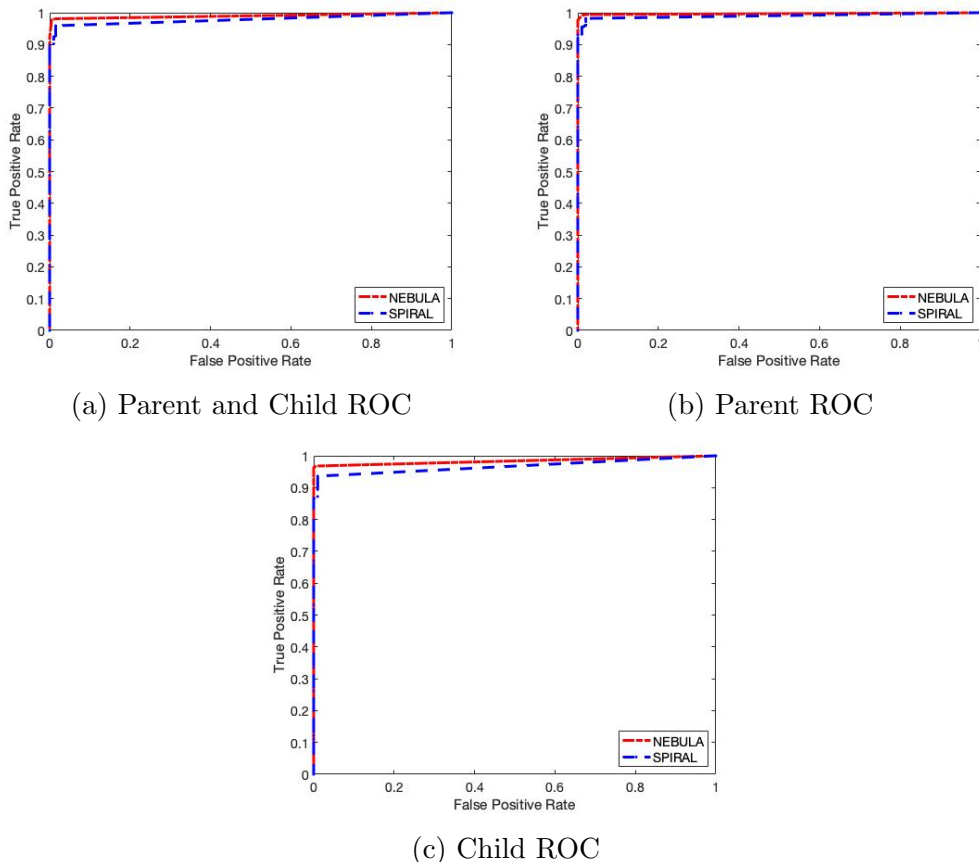 1
0.9
0.8
0.7
0.6
0.5
0.4
0.3
0.2
0.1
0
True Positive Rate
0 0.2 0.4 0.6 0.8 1
False Positive Rate
NEBULA
SPIRAL
(a) Parent and Child ROC
1
0.9
0.8
0.7
0.6
0.5
0.4
0.3
0.2
0.1
0
True Positive Rate
0 0.2 0.4 0.6 0.8 1
False Positive Rate
NEBULA
SPIRAL
(b) Parent ROC
1
0.9
0.8
0.7
0.6
0.5
0.4
0.3
0.2
0.1
0
True Positive Rate
0 0.2 0.4 0.6 0.8 1
False Positive Rate
NEBULA
SPIRAL
(c) Child ROC